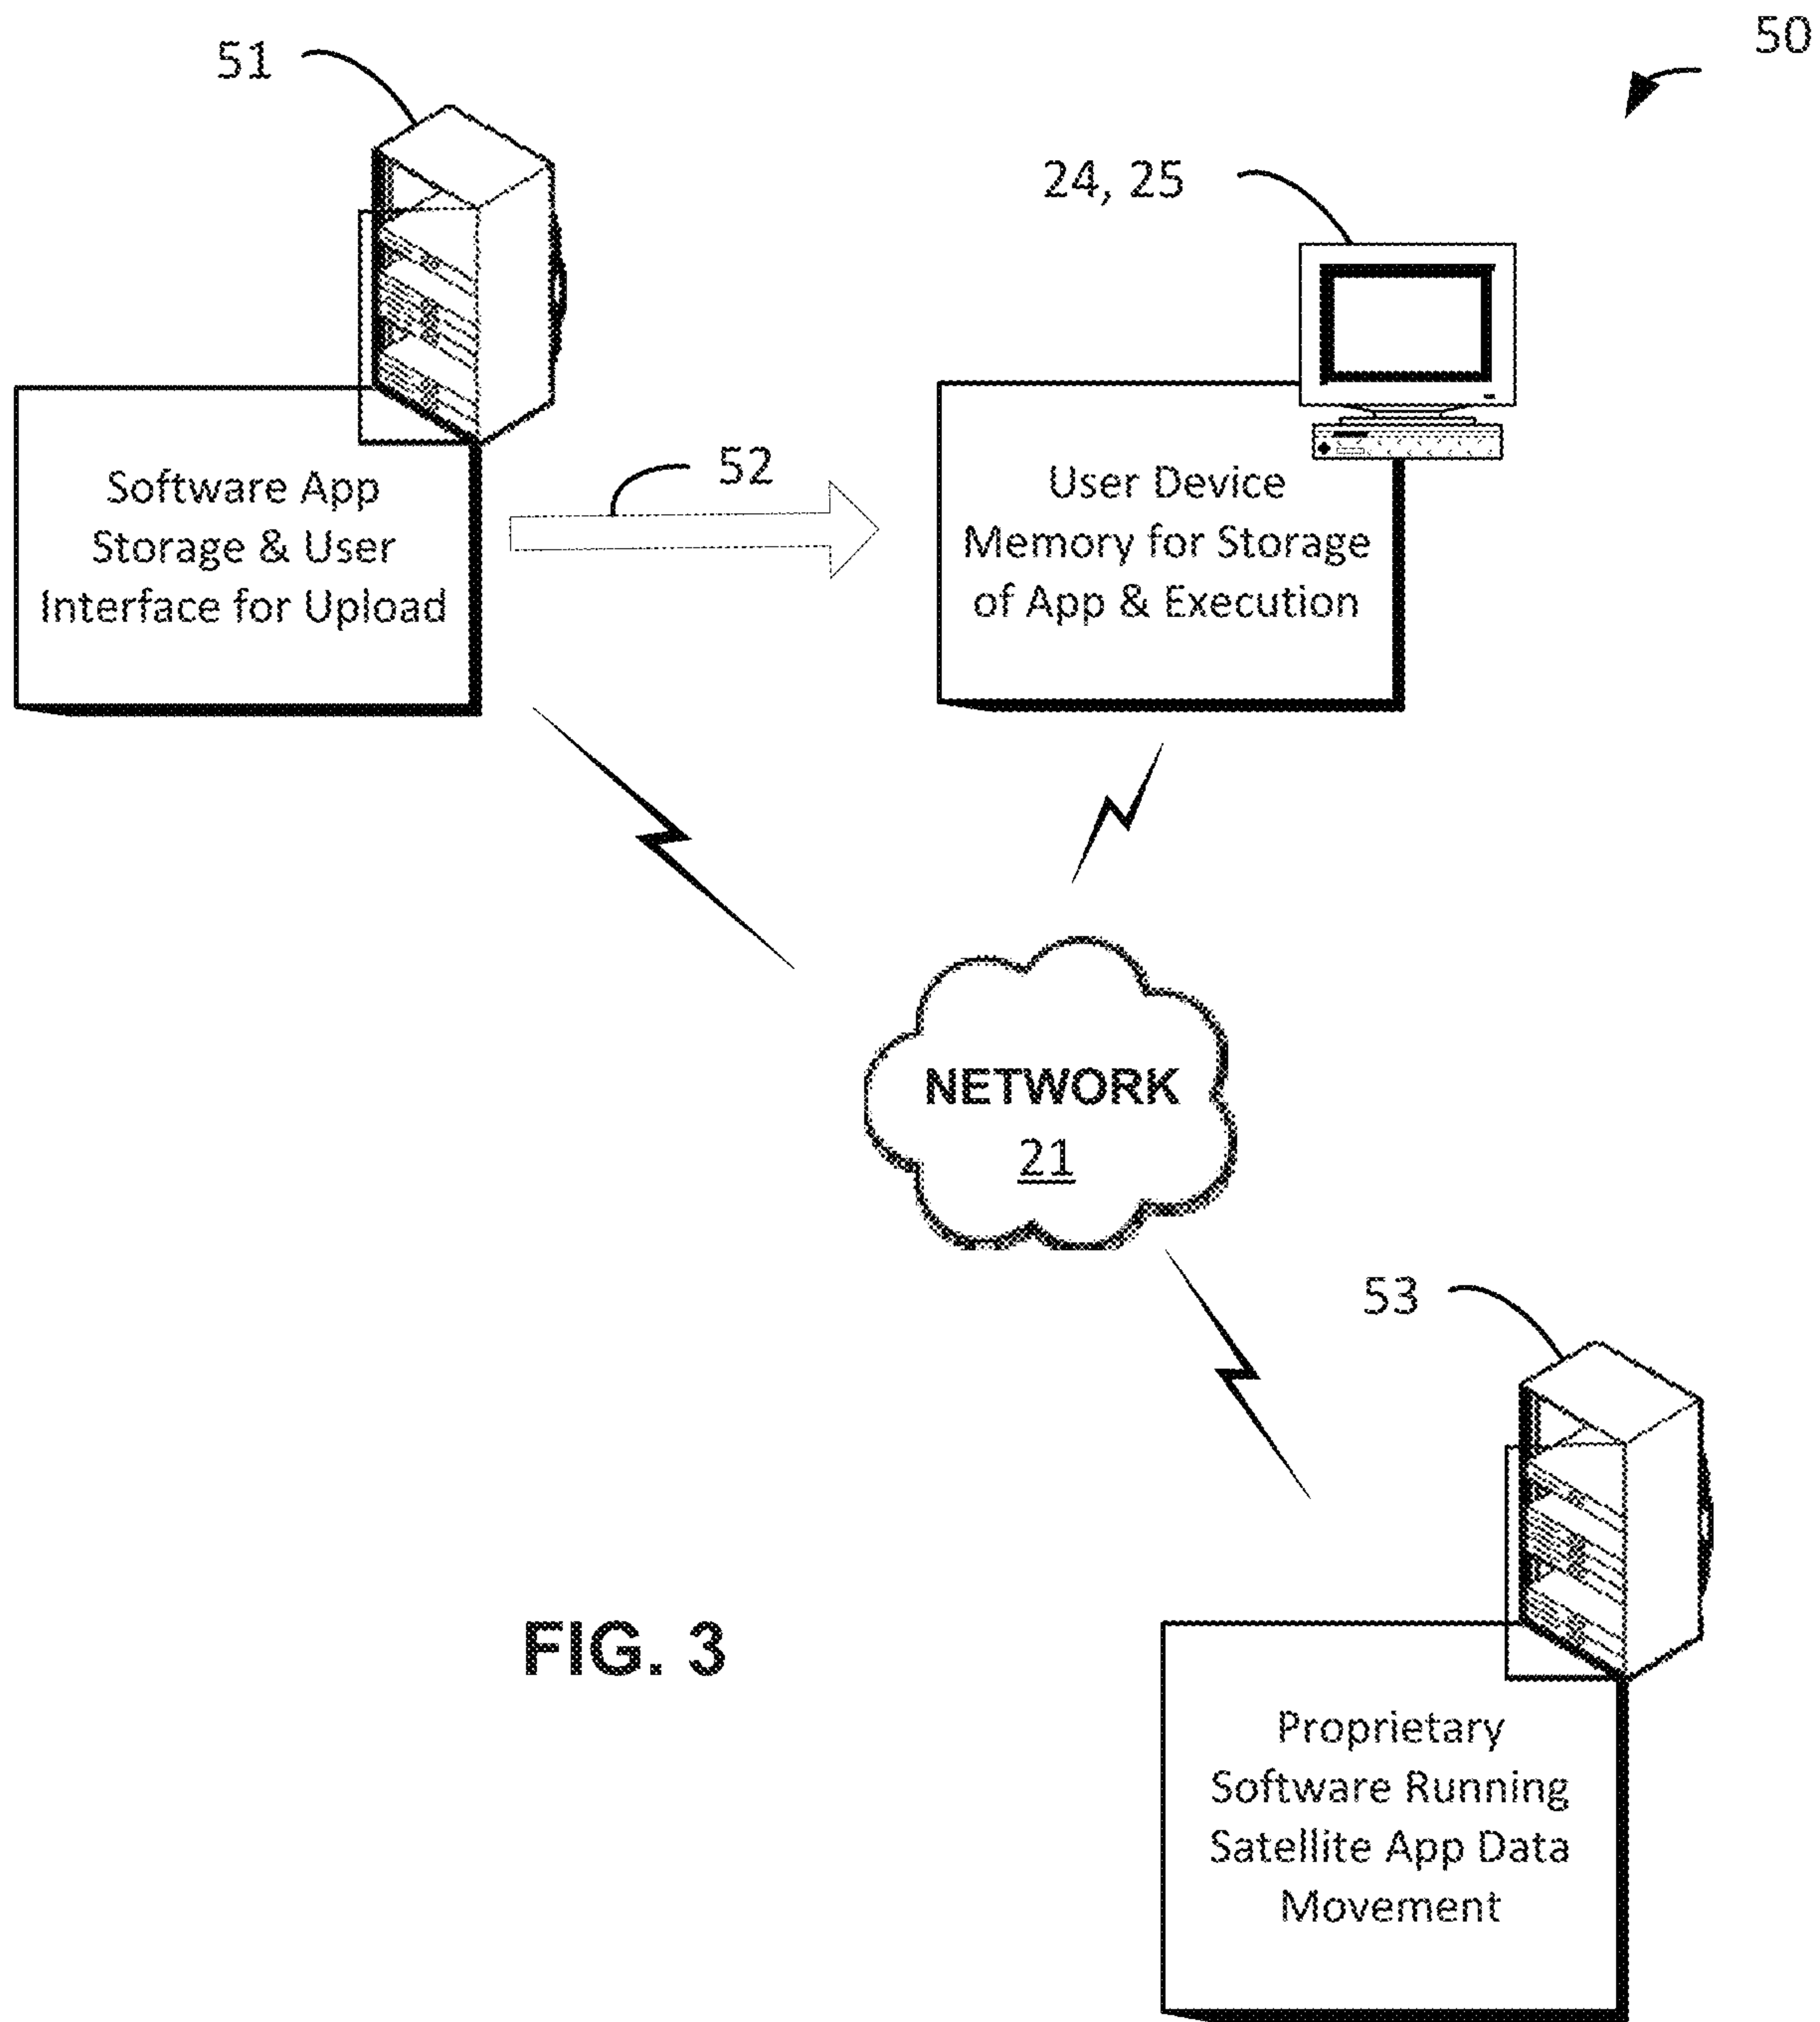 50
51
24, 25
52
Software App
Storage & User
Interface for Upload
User Device
Memory for Storage
of App & Execution
NETWORK
21
53
FIG. 3
Proprietary
Software Running
Satellite App Data
Movement